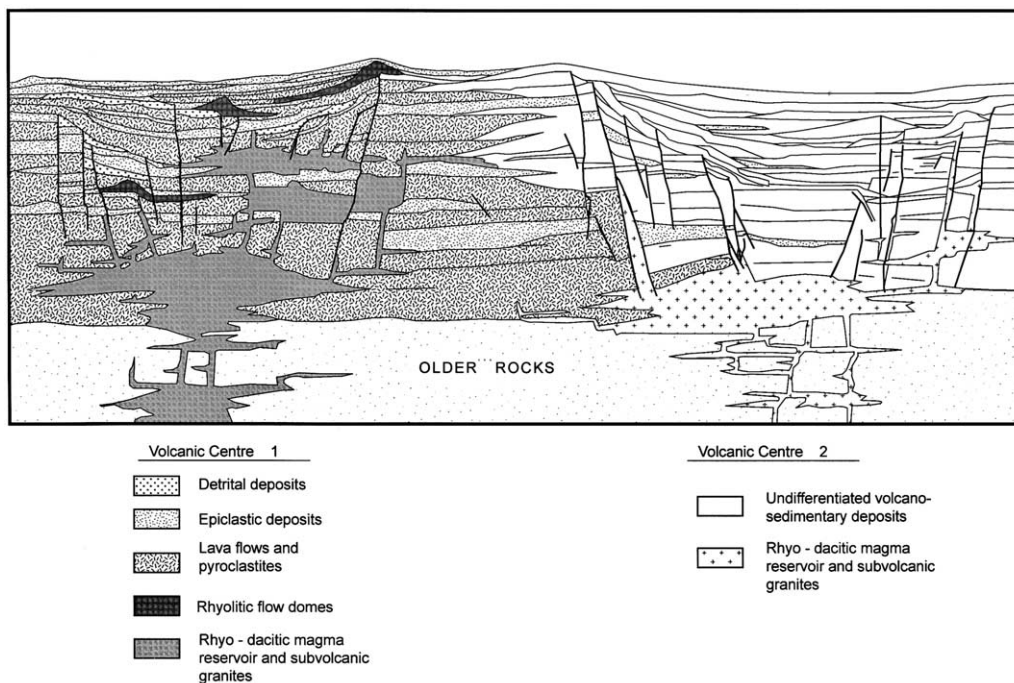 OLDER ROCKS
Volcanic Centre 1
Detrital deposits
Epiclastic deposits
Lava flows and
pyroclastites
Rhyolitic flow domes
Rhyo - dacitic magma
reservoir and subvolcanic
granites
Volcanic Centre 2
Undifferentiated volcano-
sedimentary deposits
Rhyo - dacitic magma
reservoir and subvolcanic
granites